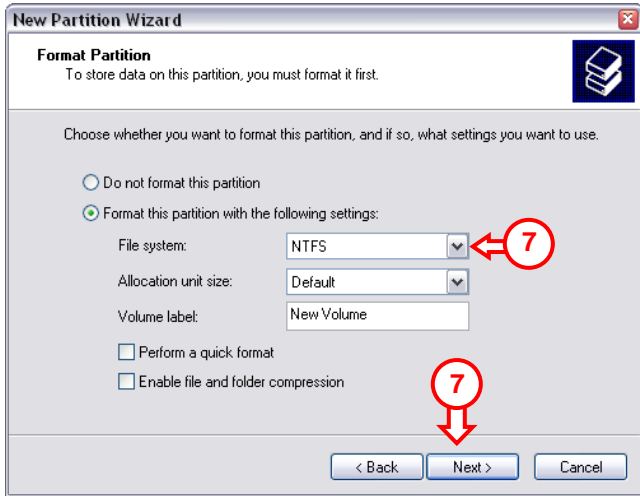 New Partition Wizard
Format Partition
To store data on this partition, you must format it first.
Choose whether you want to format this partition, and if so, what settings you want to use.
Do not format this partition
Format this partition with the following settings:
File system: NTFS 7
Allocation unit size: Default
Volume label: New Volume
Perform a quick format
Enable file and folder compression
7
< Back Next > Cancel